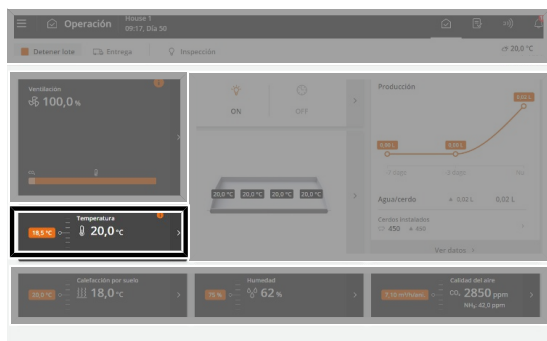 Operación
House 1
09:17, Día 50
Detener lote
Entrega
Inspección
20,0 °C
Ventilación
100,0 %
ON
OFF
20,0 °C 20,0 °C 20,0 °C 20,0 °C
Producción
0,02 L
0,00 L
0,00 L
Agua/cerdo
0,02 L
0,02 L
Cerdos instalados
450
Ver datos
Temperatura
18,5 °C
20,0 °C
Calefacción por suelo
20,0 °C
18,0 °C
Humedad
75 %
62 %
Calidad del aire
CO₂ 2850 ppm
NH₃: 42,0 ppm